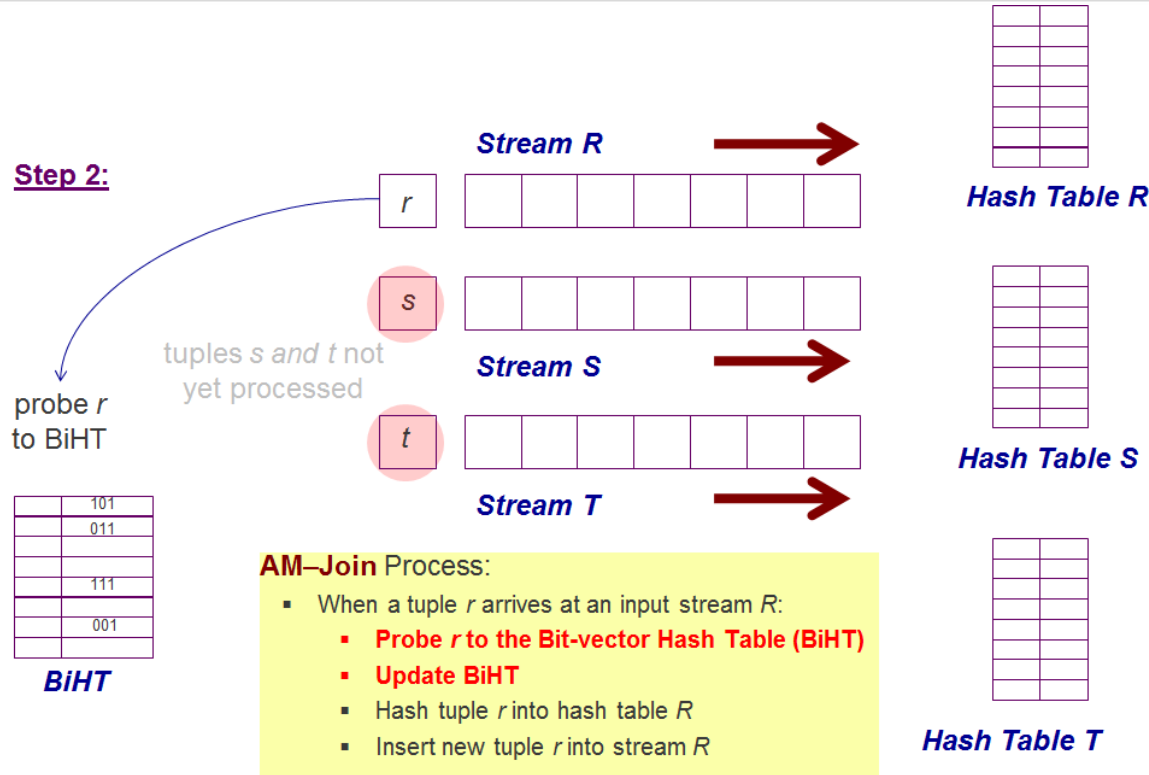 Step 2:
Stream R
r
Hash Table R
s
tuples s and t not
yet processed
Stream S
probe r
to BiHT
t
Hash Table S
Stream T
101
011
111
001
BiHT
AM–Join Process:
▪ When a tuple r arrives at an input stream R:
▪ Probe r to the Bit-vector Hash Table (BiHT)
▪ Update BiHT
▪ Hash tuple r into hash table R
▪ Insert new tuple r into stream R
Hash Table T